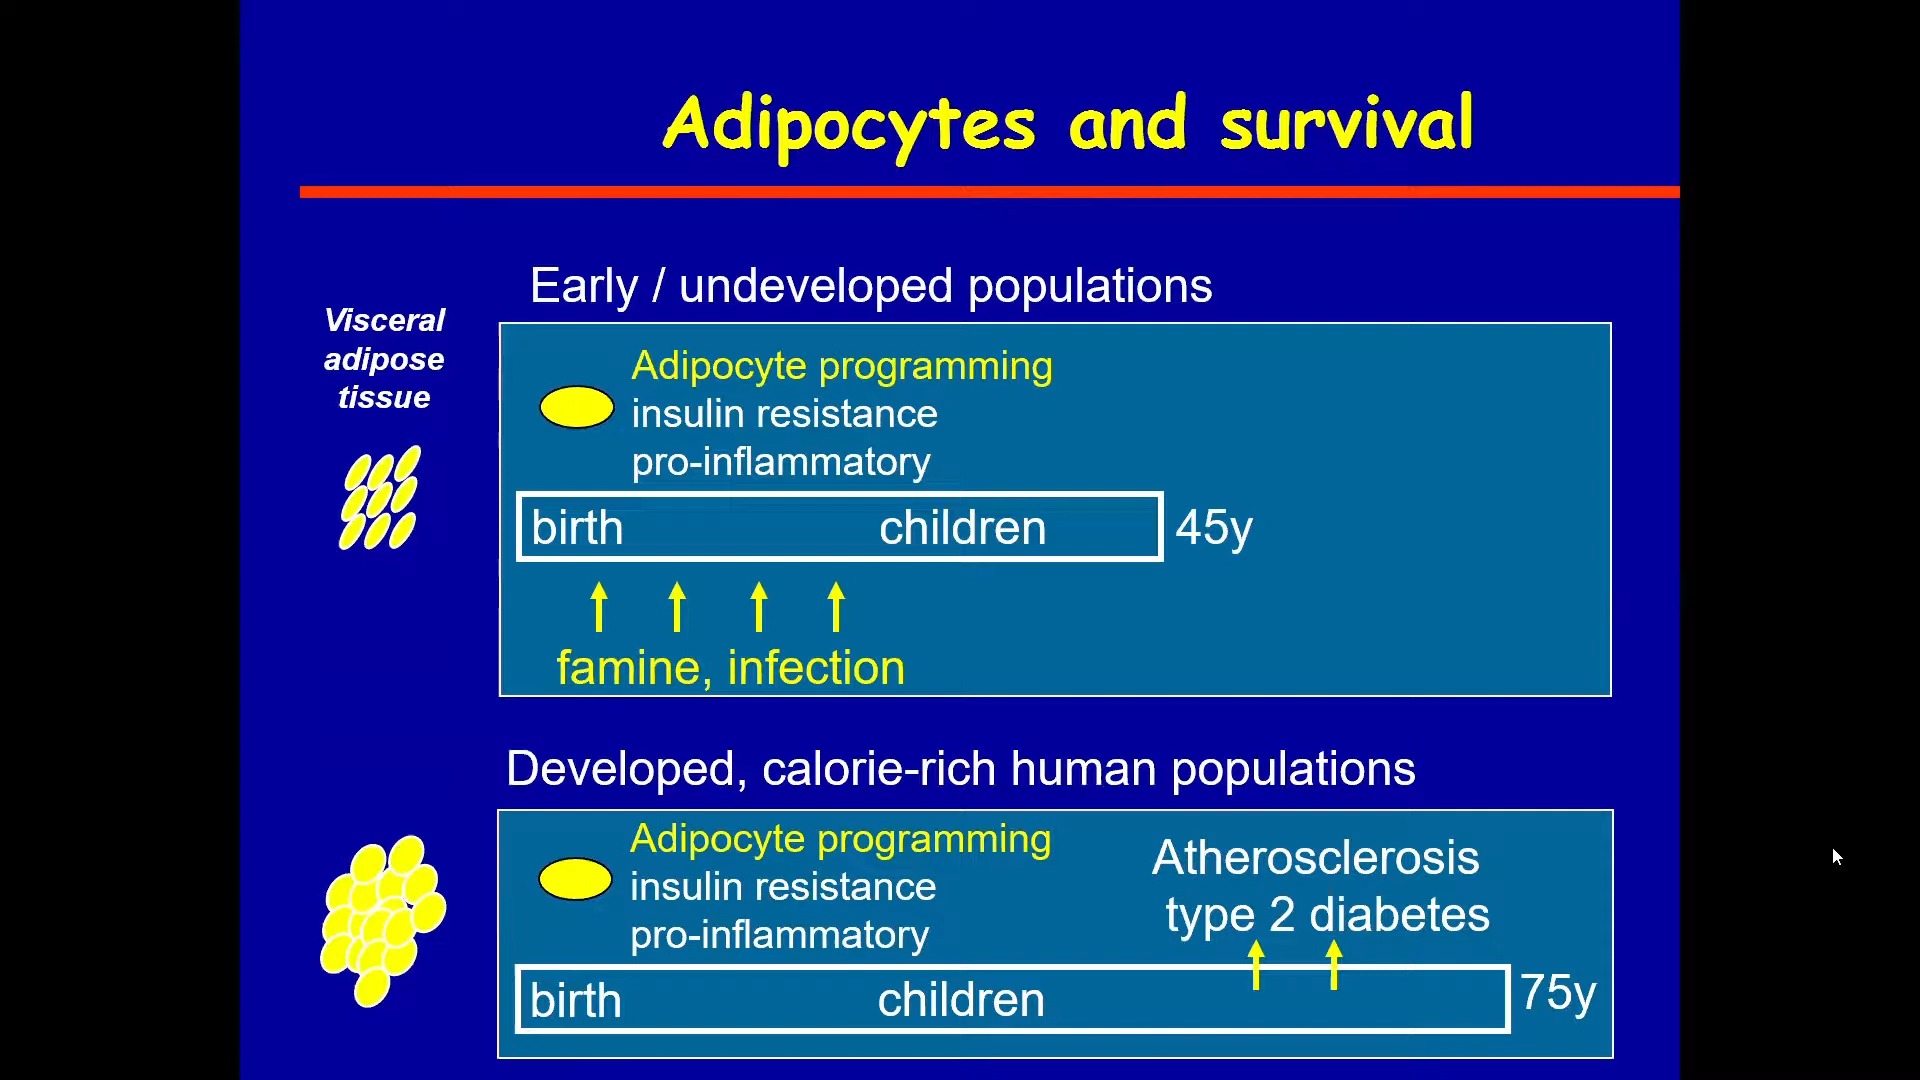 Adipocytes and survival
Early / undeveloped populations
Visceral
adipose
tissue
Adipocyte programming
insulin resistance
pro-inflammatory
birth children 45y
famine, infection
Developed, calorie-rich human populations
Adipocyte programming
insulin resistance
pro-inflammatory
Atherosclerosis
type 2 diabetes
birth children 75y